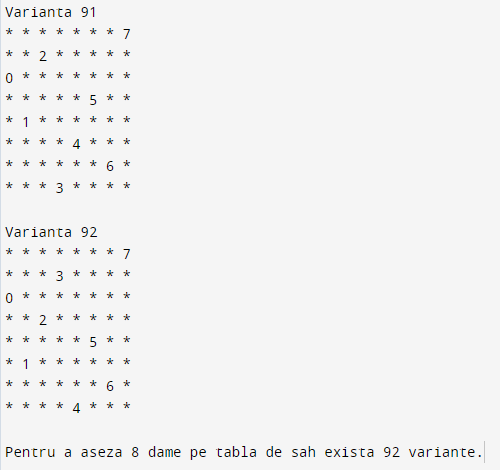 Varianta 91
* * * * * * * 7
* * 2 * * * * *
0 * * * * * * *
* * * * * 5 * *
* 1 * * * * * *
* * * * 4 * * *
* * * * * * 6 *
* * * 3 * * * *
Varianta 92
* * * * * * * 7
* * * 3 * * * *
0 * * * * * * *
* * 2 * * * * *
* * * * * 5 * *
* 1 * * * * * *
* * * * * * 6 *
* * * * 4 * * *
Pentru a aseza 8 dame pe tabla de sah exista 92 variante.